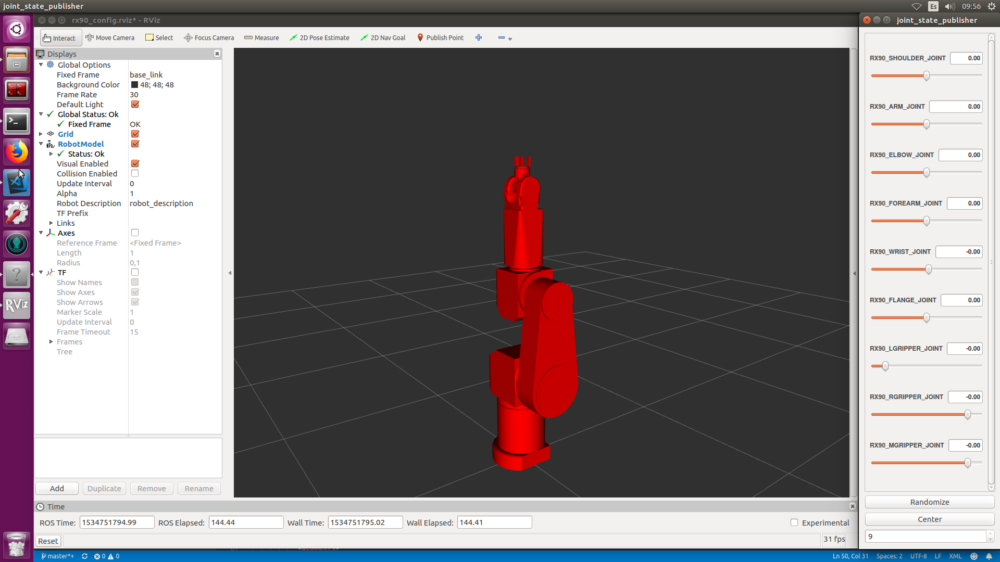 joint_state_publisher
Es
09:56
rx90_config.rviz* - RViz
Interact
Move Camera
Select
Focus Camera
Measure
2D Pose Estimate
2D Nav Goal
Publish Point
Displays
Global Options
Fixed Frame base_link
Background Color 48; 48; 48
Frame Rate 30
Default Light
Global Status: Ok
Fixed Frame OK
Grid
RobotModel
Status: Ok
Visual Enabled
Collision Enabled
Update Interval 0
Alpha 1
Robot Description robot_description
TF Prefix
Links
Axes
Reference Frame <Fixed Frame>
Length 1
Radius 0,1
TF
Show Names
Show Axes
Show Arrows
Marker Scale 1
Update Interval 0
Frame Timeout 15
Frames
Tree
RViz
Add Duplicate Remove Rename
Time
ROS Time: 1534751794.99 ROS Elapsed: 144.44 Wall Time: 1534751795.02 Wall Elapsed: 144.41 Experimental
Reset 31 fps
joint_state_publisher
RX90_SHOULDER_JOINT 0.00
RX90_ARM_JOINT 0.00
RX90_ELBOW_JOINT 0.00
RX90_FOREARM_JOINT 0.00
RX90_WRIST_JOINT -0.00
RX90_FLANGE_JOINT 0.00
RX90_LGRIPPER_JOINT -0.00
RX90_RGRIPPER_JOINT -0.00
RX90_MGRIPPER_JOINT -0.00
Randomize
Center
9
master*+ 0 0 Ln 50, Col 31 Spaces: 2 UTF-8 LF XML